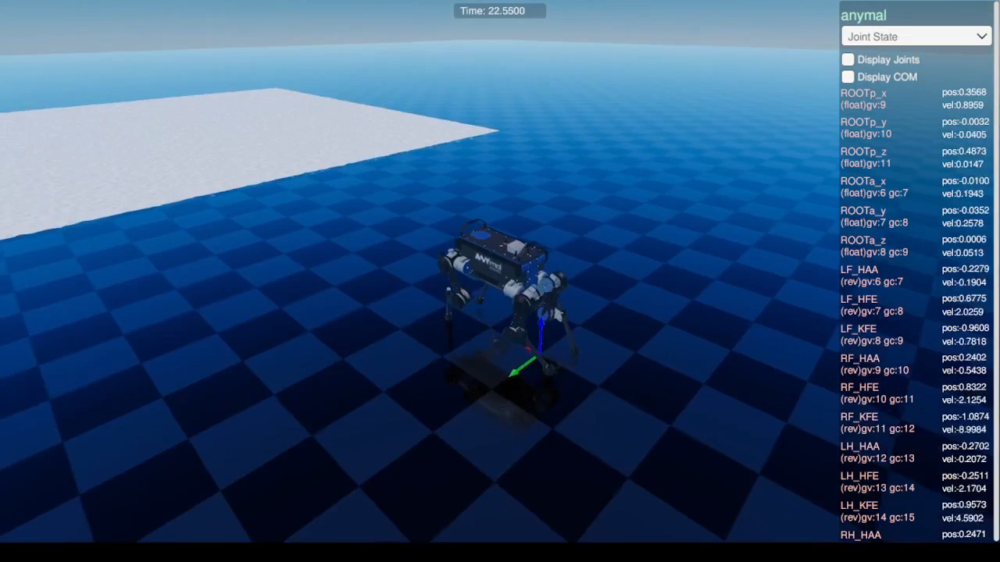 Time: 22.5500
anymal
Joint State
Display Joints
Display COM
ROOTp_x pos:0.3568
(float)gv:9 vel:0.8959
ROOTp_y pos:-0.0032
(float)gv:10 vel:-0.0405
ROOTp_z pos:0.4873
(float)gv:11 vel:0.0147
ROOTa_x pos:-0.0100
(float)gv:6 gc:7 vel:0.1943
ROOTa_y pos:-0.0352
(float)gv:7 gc:8 vel:0.2578
ROOTa_z pos:0.0006
(float)gv:8 gc:9 vel:0.0513
LF_HAA pos:-0.2279
(rev)gv:6 gc:7 vel:-0.1904
LF_HFE pos:0.6775
(rev)gv:7 gc:8 vel:2.0259
LF_KFE pos:-0.9608
(rev)gv:8 gc:9 vel:-0.7818
RF_HAA pos:0.2402
(rev)gv:9 gc:10 vel:-0.5438
RF_HFE pos:0.8322
(rev)gv:10 gc:11 vel:-2.1254
RF_KFE pos:-1.0874
(rev)gv:11 gc:12 vel:-8.9984
LH_HAA pos:-0.2702
(rev)gv:12 gc:13 vel:-0.2072
LH_HFE pos:-0.2511
(rev)gv:13 gc:14 vel:-2.1704
LH_KFE pos:0.9573
(rev)gv:14 gc:15 vel:4.5902
RH_HAA pos:0.2471
ANYmal